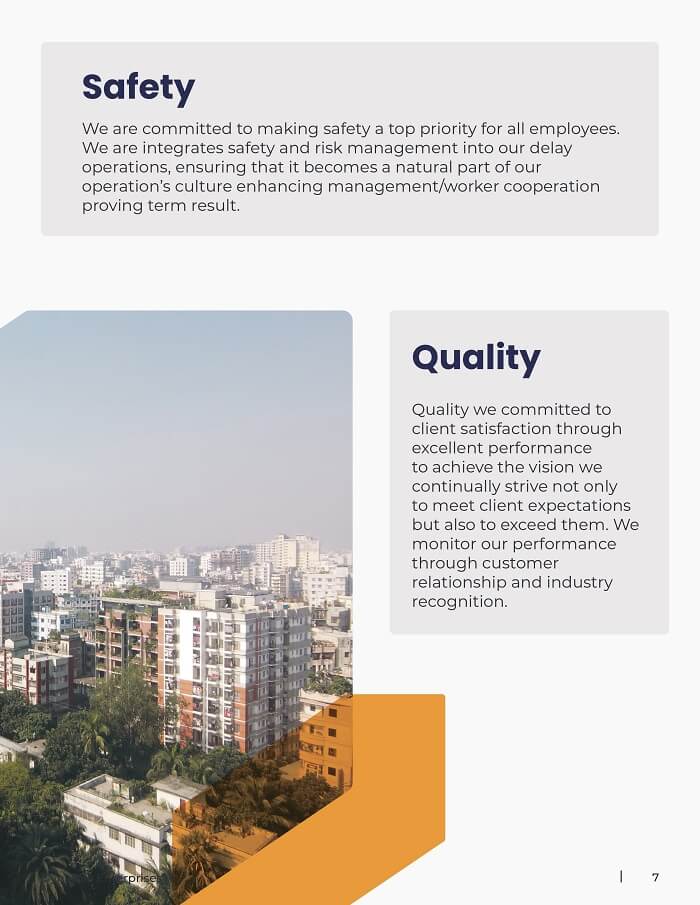 Safety
We are committed to making safety a top priority for all employees.
We are integrates safety and risk management into our delay
operations, ensuring that it becomes a natural part of our
operation's culture enhancing management/worker cooperation
proving term result.
Quality
Quality we committed to
client satisfaction through
excellent performance
to achieve the vision we
continually strive not only
to meet client expectations
but also to exceed them. We
monitor our performance
through customer
relationship and industry
recognition.
| 7